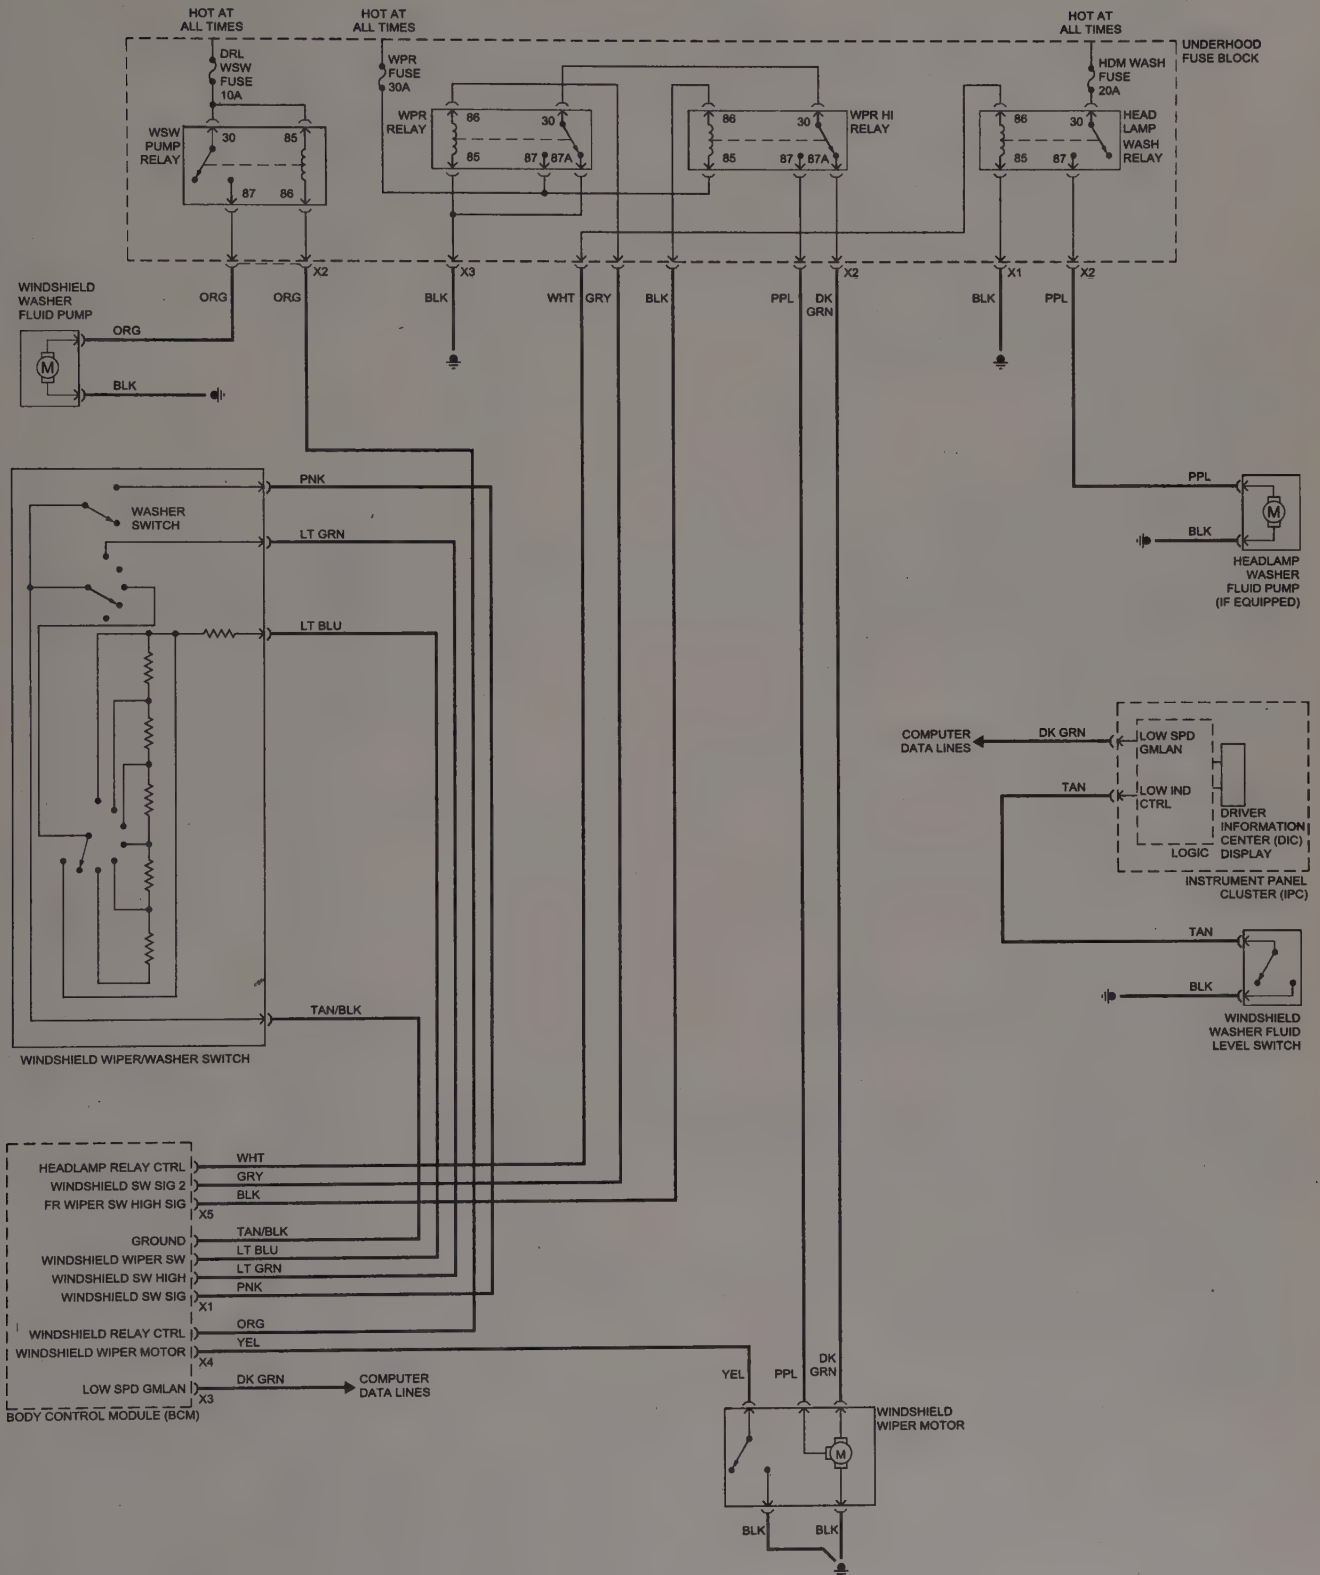 HOT AT
ALL TIMES
HOT AT
ALL TIMES
HOT AT
ALL TIMES
UNDERHOOD
FUSE BLOCK
DRL
WSW
FUSE
10A
WPR
FUSE
30A
HDM WASH
FUSE
20A
WSW
PUMP
RELAY
30
85
87
86
WPR
RELAY
86
30
85
87
87A
WPR HI
RELAY
86
30
85
87
87A
HEAD
LAMP
WASH
RELAY
86
30
85
87
X2
X3
X2
X1
X2
ORG
ORG
BLK
WHT
GRY
BLK
PPL
DK
GRN
BLK
PPL
WINDSHIELD
WASHER
FLUID PUMP
ORG
M
BLK
PNK
WASHER
SWITCH
LT GRN
LT BLU
TAN/BLK
WINDSHIELD WIPER/WASHER SWITCH
PPL
M
BLK
HEADLAMP
WASHER
FLUID PUMP
(IF EQUIPPED)
COMPUTER
DATA LINES
DK GRN
LOW SPD
GMLAN
TAN
LOW IND
CTRL
LOGIC
DRIVER
INFORMATION
CENTER (DIC)
DISPLAY
INSTRUMENT PANEL
CLUSTER (IPC)
TAN
BLK
WINDSHIELD
WASHER FLUID
LEVEL SWITCH
HEADLAMP RELAY CTRL
WHT
WINDSHIELD SW SIG 2
GRY
FR WIPER SW HIGH SIG
BLK
X5
GROUND
TAN/BLK
WINDSHIELD WIPER SW
LT BLU
WINDSHIELD SW HIGH
LT GRN
WINDSHIELD SW SIG
PNK
X1
WINDSHIELD RELAY CTRL
ORG
WINDSHIELD WIPER MOTOR
YEL
X4
LOW SPD GMLAN
DK GRN
X3
COMPUTER
DATA LINES
BODY CONTROL MODULE (BCM)
YEL
PPL
DK
GRN
WINDSHIELD
WIPER MOTOR
M
BLK
BLK